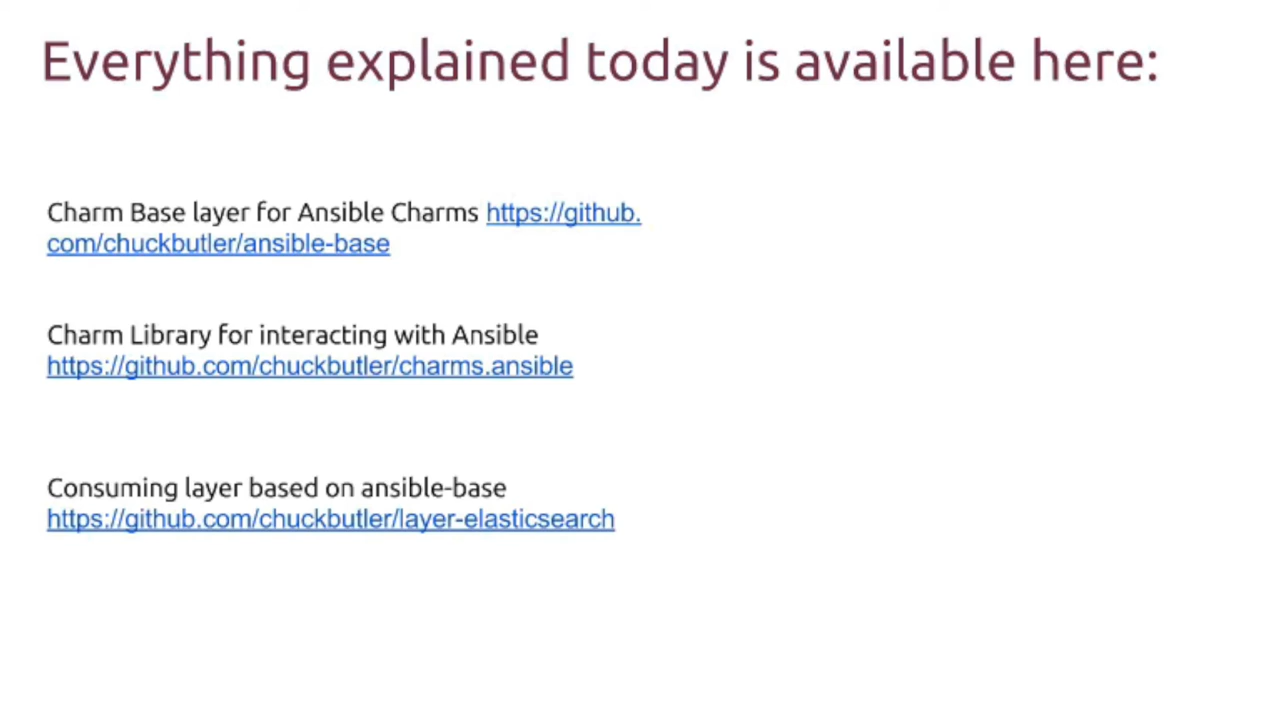 Everything explained today is available here:
Charm Base layer for Ansible Charms https://github.
com/chuckbutler/ansible-base
Charm Library for interacting with Ansible
https://github.com/chuckbutler/charms.ansible
Consuming layer based on ansible-base
https://github.com/chuckbutler/layer-elasticsearch